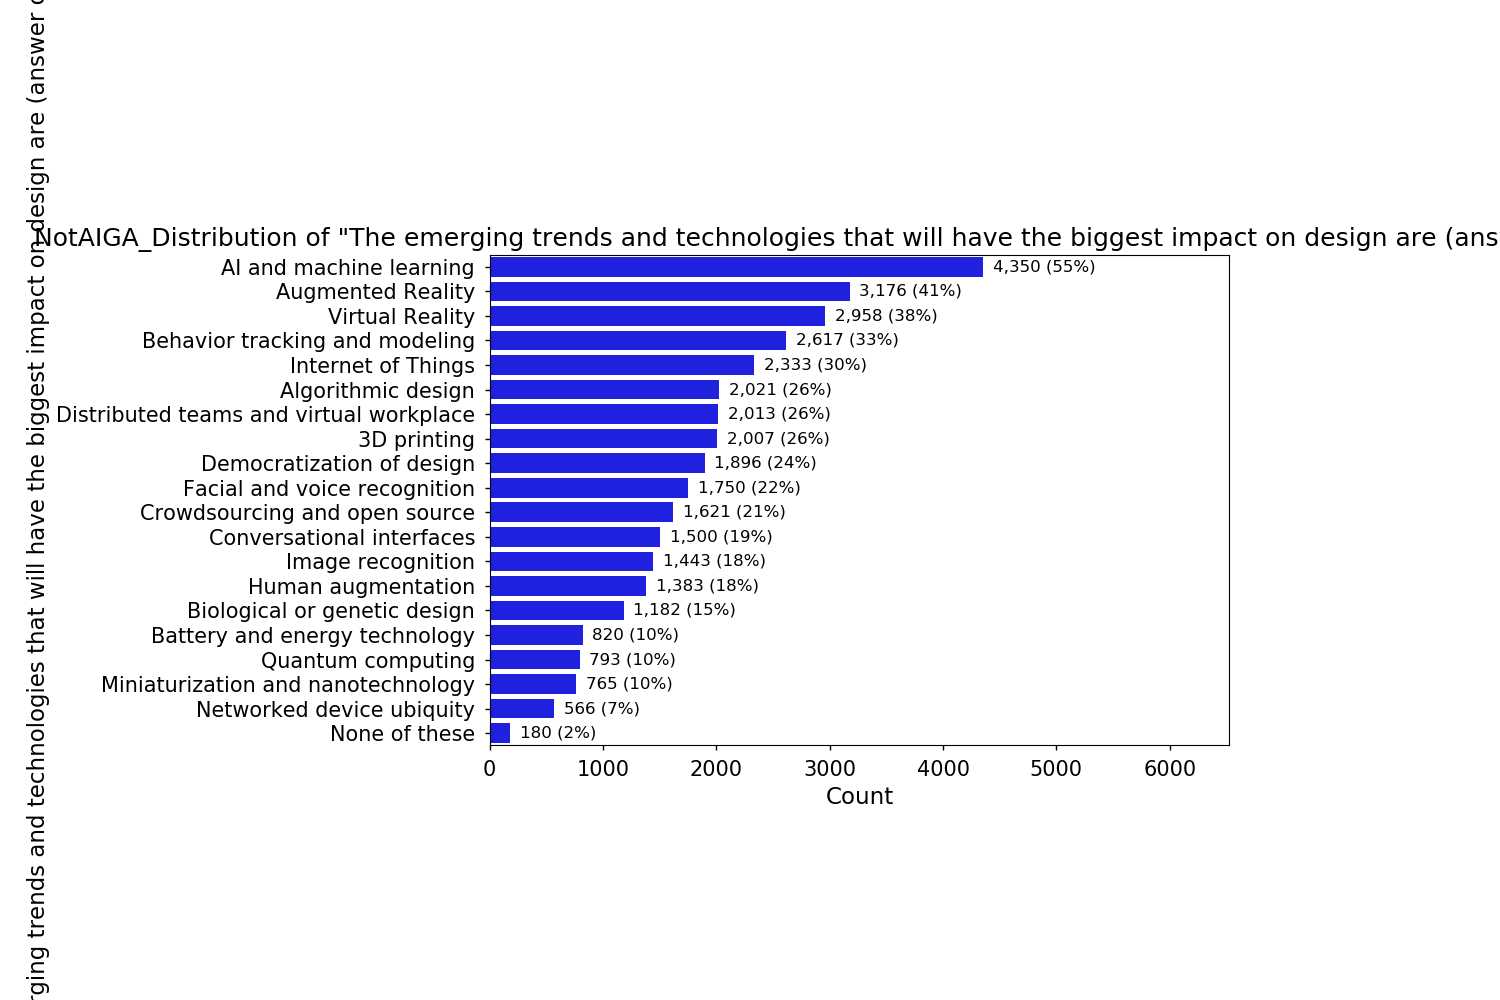 NotAIGA_Distribution of "The emerging trends and technologies that will have the biggest impact on design are (ans
trends and technologies that will have the biggest impact on design are (answer
AI and machine learning 4,350 (55%)
Augmented Reality 3,176 (41%)
Virtual Reality 2,958 (38%)
Behavior tracking and modeling 2,617 (33%)
Internet of Things 2,333 (30%)
Algorithmic design 2,021 (26%)
Distributed teams and virtual workplace 2,013 (26%)
3D printing 2,007 (26%)
Democratization of design 1,896 (24%)
Facial and voice recognition 1,750 (22%)
Crowdsourcing and open source 1,621 (21%)
Conversational interfaces 1,500 (19%)
Image recognition 1,443 (18%)
Human augmentation 1,383 (18%)
Biological or genetic design 1,182 (15%)
Battery and energy technology 820 (10%)
Quantum computing 793 (10%)
Miniaturization and nanotechnology 765 (10%)
Networked device ubiquity 566 (7%)
None of these 180 (2%)
0 1000 2000 3000 4000 5000 6000
Count